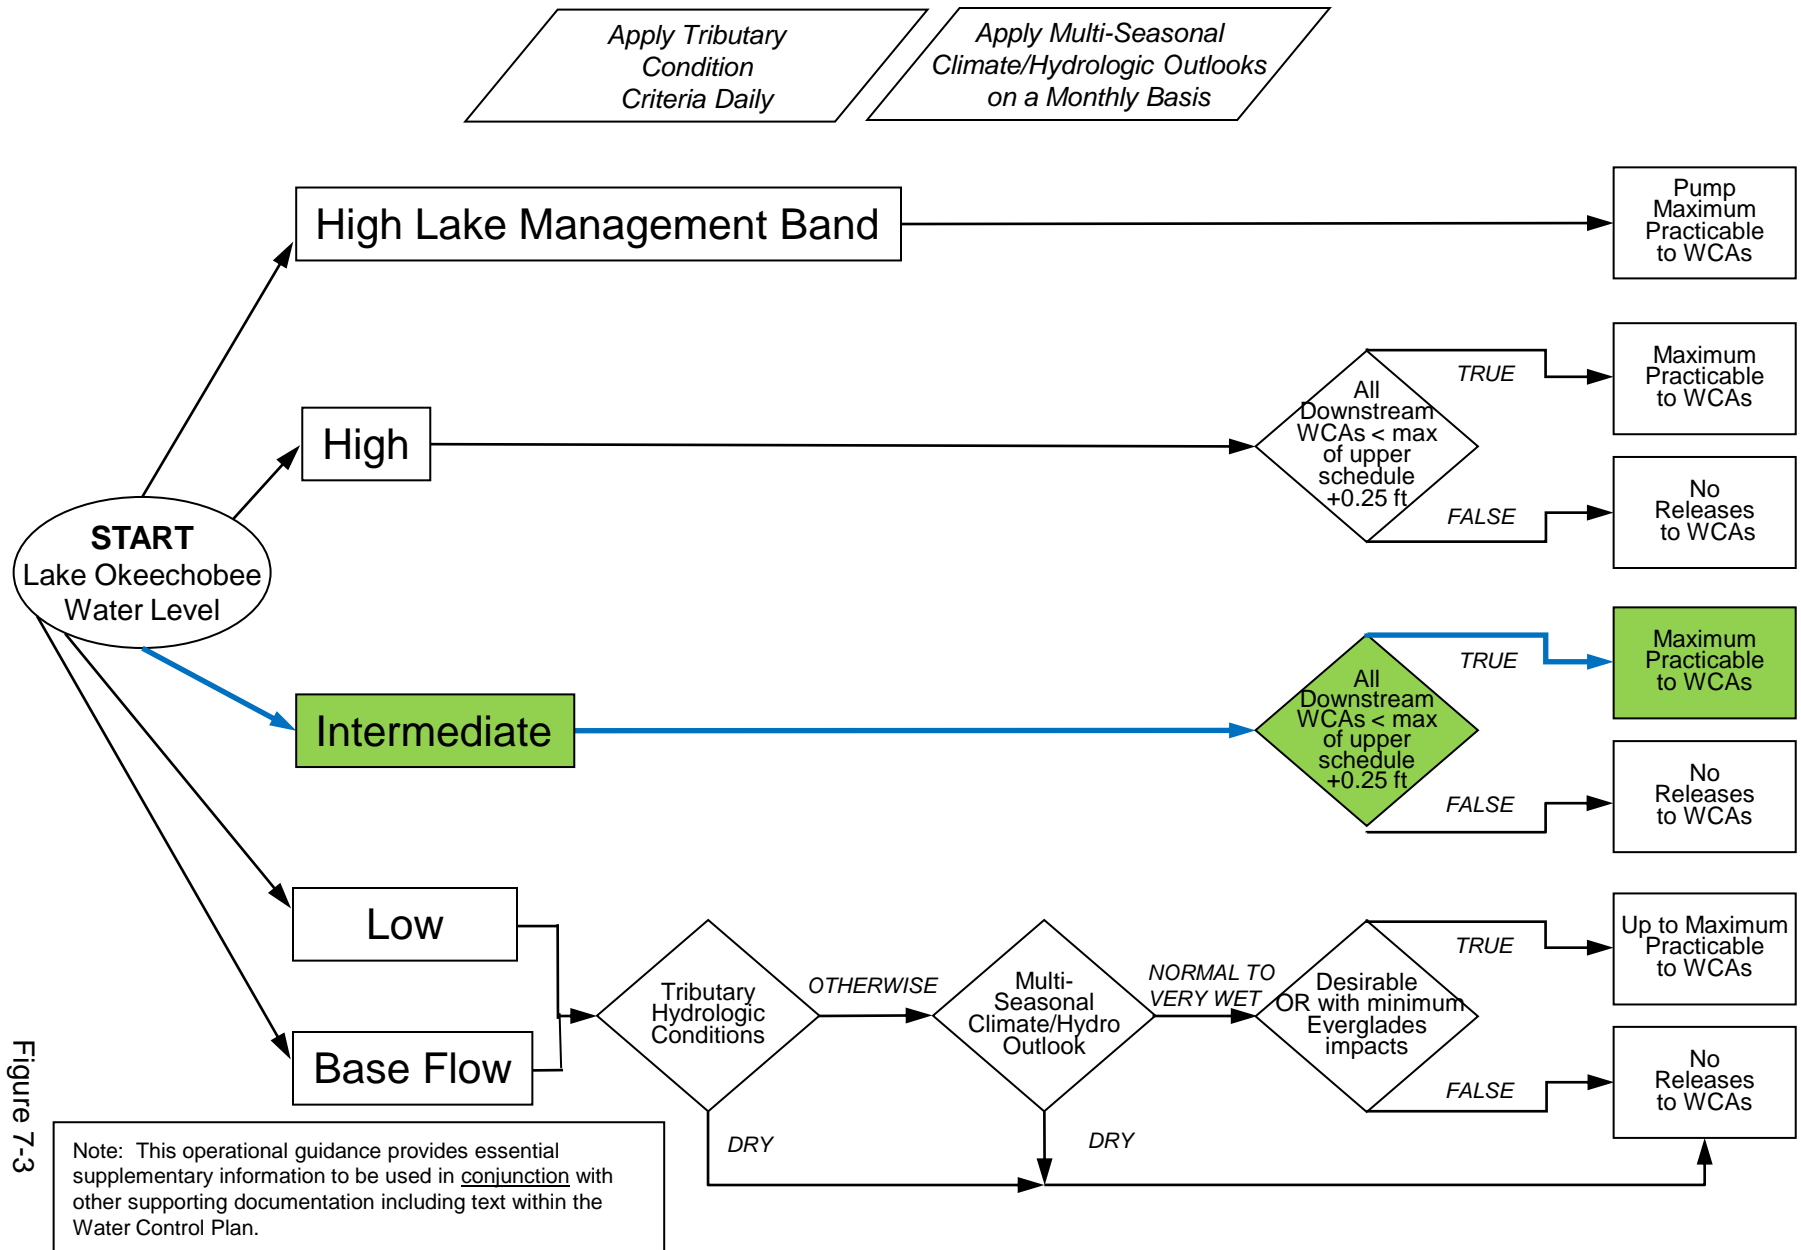 Apply Tributary
Condition
Criteria Daily
Apply Multi-Seasonal
Climate/Hydrologic Outlooks
on a Monthly Basis
High Lake Management Band
Pump
Maximum
Practicable
to WCAs
High
All
Downstream
WCAs < max
of upper
schedule
+0.25 ft
TRUE
Maximum
Practicable
to WCAs
FALSE
No
Releases
to WCAs
START
Lake Okeechobee
Water Level
Intermediate
All
Downstream
WCAs < max
of upper
schedule
+0.25 ft
TRUE
Maximum
Practicable
to WCAs
FALSE
No
Releases
to WCAs
Low
Base Flow
Tributary
Hydrologic
Conditions
OTHERWISE
DRY
Multi-
Seasonal
Climate/Hydro
Outlook
NORMAL TO
VERY WET
DRY
Desirable
OR with minimum
Everglades
impacts
TRUE
Up to Maximum
Practicable
to WCAs
FALSE
No
Releases
to WCAs
Figure 7-3
Note: This operational guidance provides essential
supplementary information to be used in conjunction with
other supporting documentation including text within the
Water Control Plan.